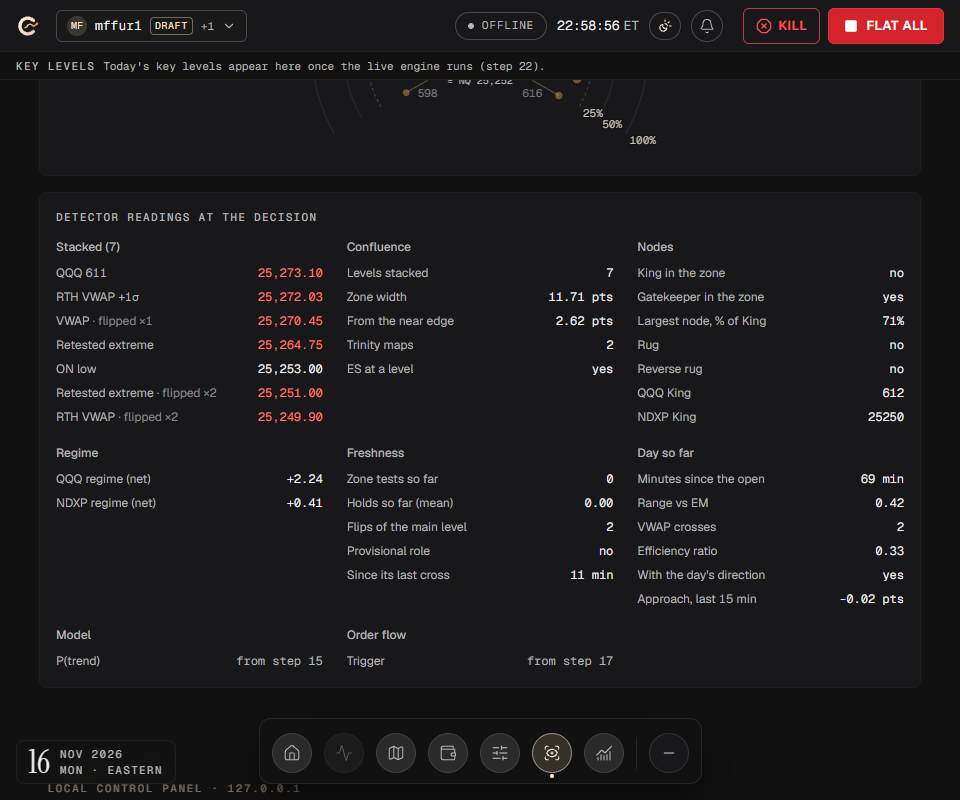 MF mffur1 DRAFT +1
OFFLINE
22:58:56 ET
KILL
FLAT ALL
KEY LEVELS Today's key levels appear here once the live engine runs (step 22).
≈ NQ 25,252
598
616
25%
50%
100%
DETECTOR READINGS AT THE DECISION
Stacked (7)
QQQ 611 25,273.10
RTH VWAP +1σ 25,272.03
VWAP · flipped ×1 25,270.45
Retested extreme 25,264.75
ON low 25,253.00
Retested extreme · flipped ×2 25,251.00
RTH VWAP · flipped ×2 25,249.90
Confluence
Levels stacked 7
Zone width 11.71 pts
From the near edge 2.62 pts
Trinity maps 2
ES at a level yes
Nodes
King in the zone no
Gatekeeper in the zone yes
Largest node, % of King 71%
Rug no
Reverse rug no
QQQ King 612
NDXP King 25250
Regime
QQQ regime (net) +2.24
NDXP regime (net) +0.41
Freshness
Zone tests so far 0
Holds so far (mean) 0.00
Flips of the main level 2
Provisional role no
Since its last cross 11 min
Day so far
Minutes since the open 69 min
Range vs EM 0.42
VWAP crosses 2
Efficiency ratio 0.33
With the day's direction yes
Approach, last 15 min -0.02 pts
Model
P(trend) from step 15
Order flow
Trigger from step 17
16 NOV 2026
MON · EASTERN
LOCAL CONTROL PANEL · 127.0.0.1